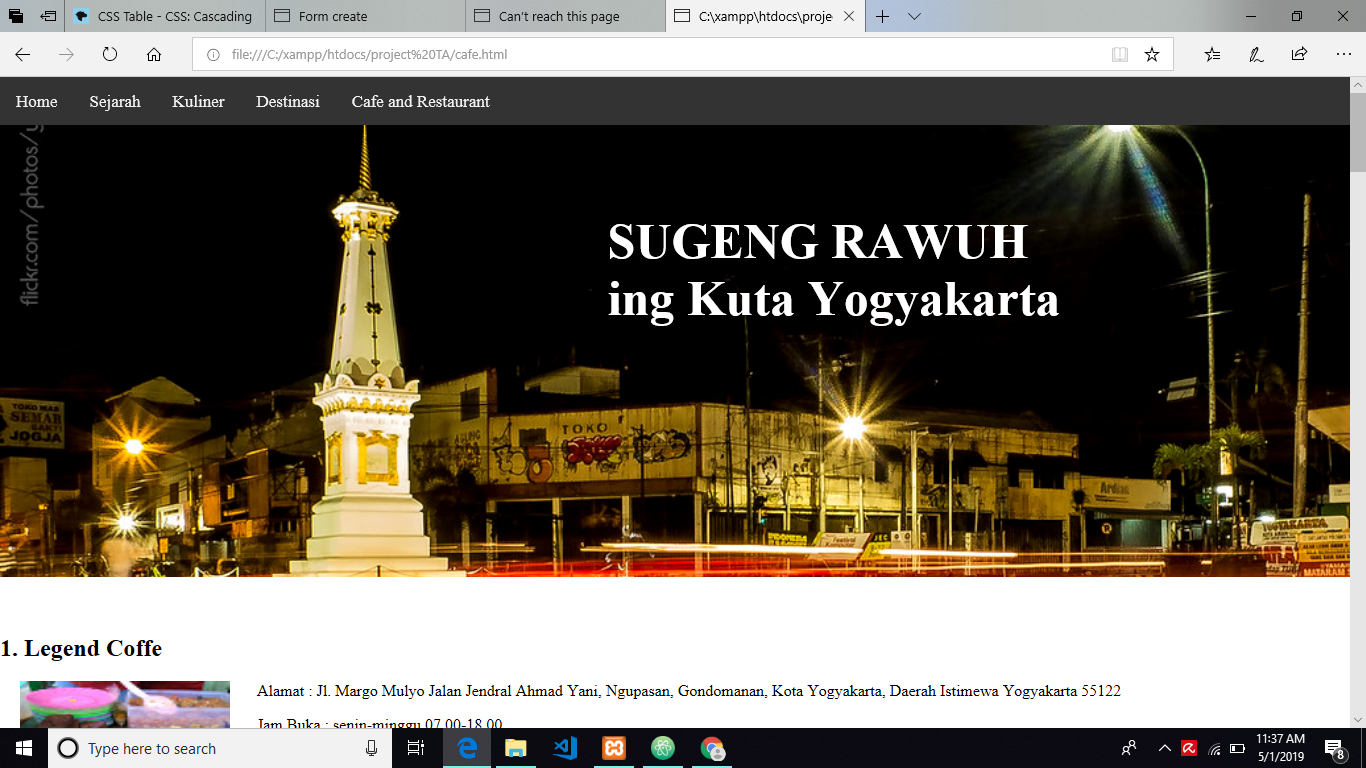 CSS Table - CSS: Cascading
Form create
Can't reach this page
C:\xampp\htdocs\proje
file:///C:/xampp/htdocs/project%20TA/cafe.html
Home Sejarah Kuliner Destinasi Cafe and Restaurant
flickr.com/photos/y
SUGENG RAWUH
ing Kuta Yogyakarta
TOKO MAS
SEMAR
JOGJA
TOKO
1. Legend Coffe
Alamat : Jl. Margo Mulyo Jalan Jendral Ahmad Yani, Ngupasan, Gondomanan, Kota Yogyakarta, Daerah Istimewa Yogyakarta 55122
Jam Buka : senin-minggu 07.00-18.00
Type here to search
11:37 AM
5/1/2019
8